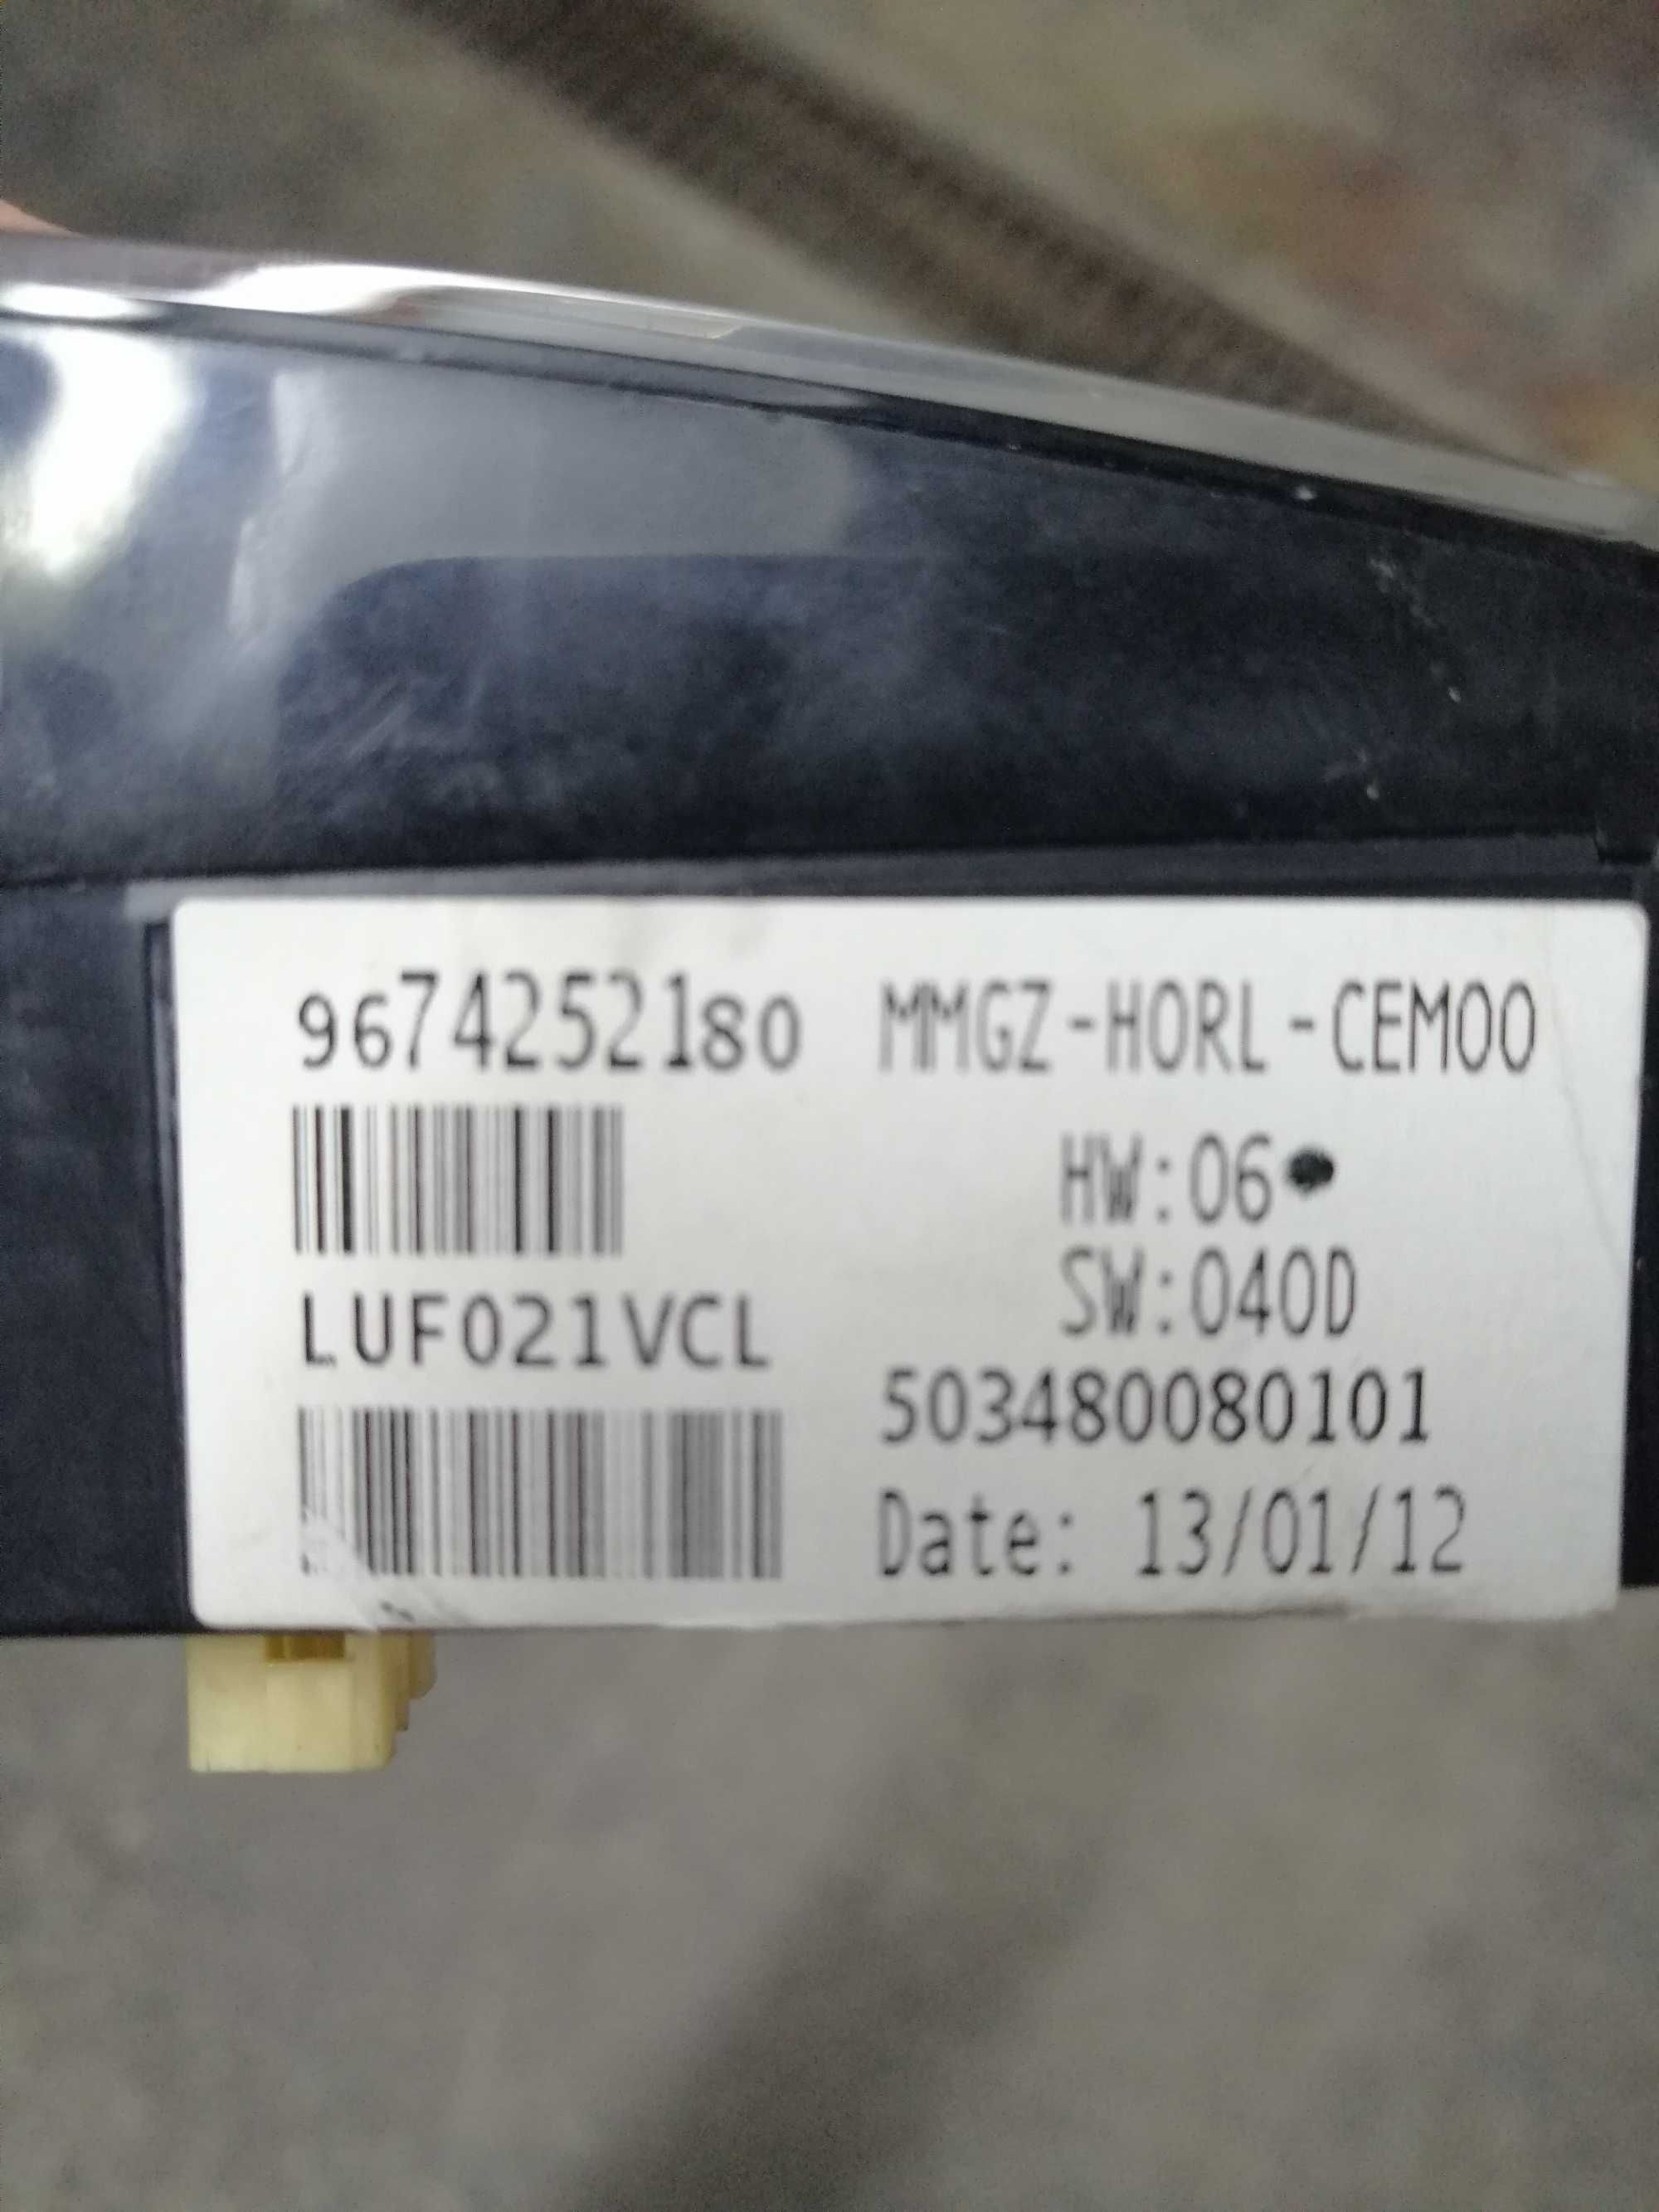 9674252180 MMGZ-HORL-CEM00
HW:06
SW:040D
LUF021VCL
503480080101
Date: 13/01/12